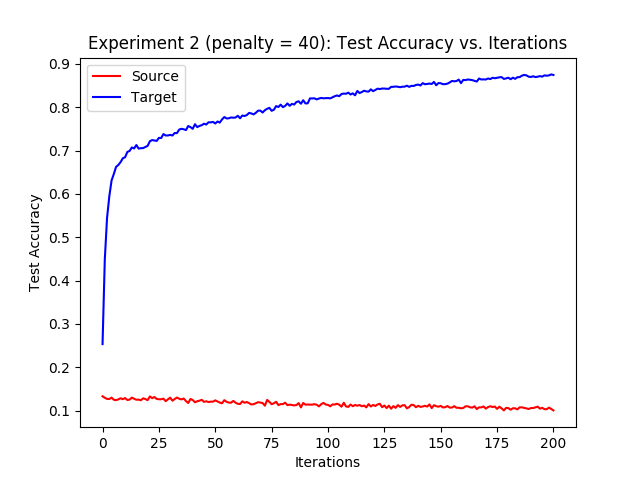 Experiment 2 (penalty = 40): Test Accuracy vs. Iterations
Source
Target
Test Accuracy
0.9
0.8
0.7
0.6
0.5
0.4
0.3
0.2
0.1
0 25 50 75 100 125 150 175 200
Iterations